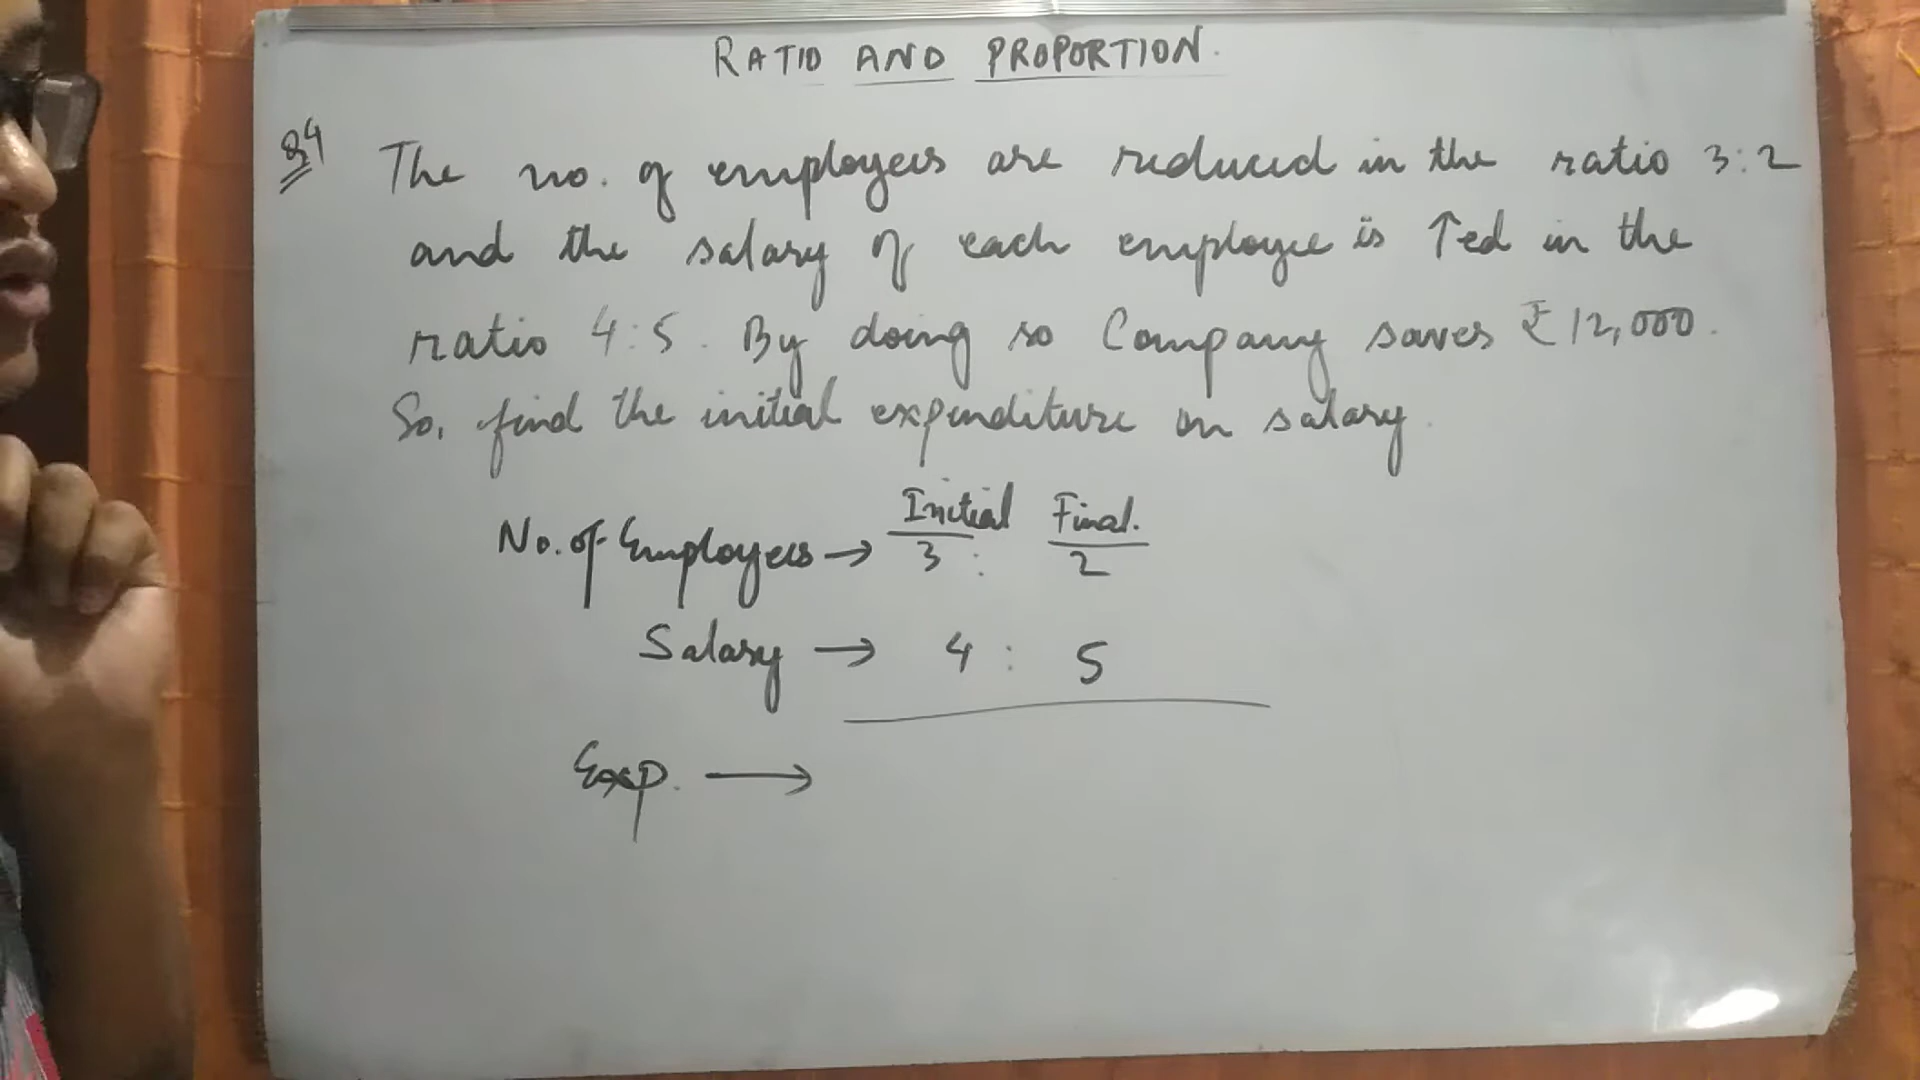 RATIO AND PROPORTION.
Q4 The no. of employees are reduced in the ratio 3:2
and the salary of each employee is ↑ed in the
ratio 4:5. By doing so Company saves ₹12,000.
So, find the initial expenditure on salary.
Initial Final.
No. of Employees → 3 : 2
Salary → 4 : 5
Exp. →